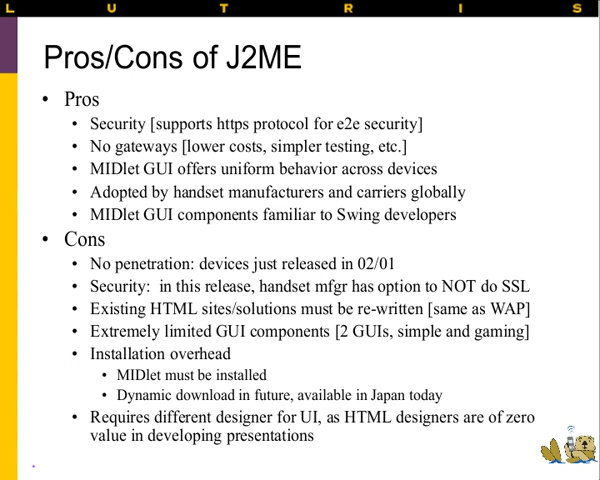 L U T R I S
Pros/Cons of J2ME
• Pros
• Security [supports https protocol for e2e security]
• No gateways [lower costs, simpler testing, etc.]
• MIDlet GUI offers uniform behavior across devices
• Adopted by handset manufacturers and carriers globally
• MIDlet GUI components familiar to Swing developers
• Cons
• No penetration: devices just released in 02/01
• Security:  in this release, handset mfgr has option to NOT do SSL
• Existing HTML sites/solutions must be re-written [same as WAP]
• Extremely limited GUI components [2 GUIs, simple and gaming]
• Installation overhead
• MIDlet must be installed
• Dynamic download in future, available in Japan today
• Requires different designer for UI, as HTML designers are of zero
value in developing presentations